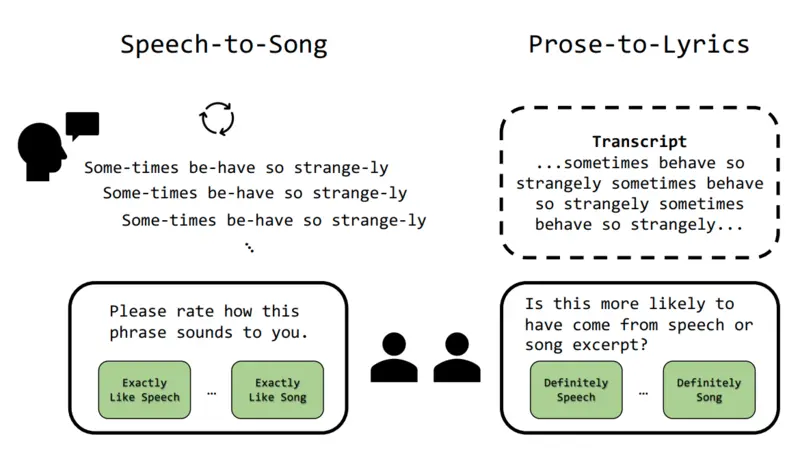 Speech-to-Song
Some-times be-have so strange-ly
Some-times be-have so strange-ly
Some-times be-have so strange-ly
Please rate how this
phrase sounds to you.
Exactly
Like Speech
...
Exactly
Like Song
Prose-to-Lyrics
Transcript
...sometimes behave so
strangely sometimes behave
so strangely sometimes
behave so strangely...
Is this more likely to
have come from speech or
song excerpt?
Definitely
Speech
...
Definitely
Song